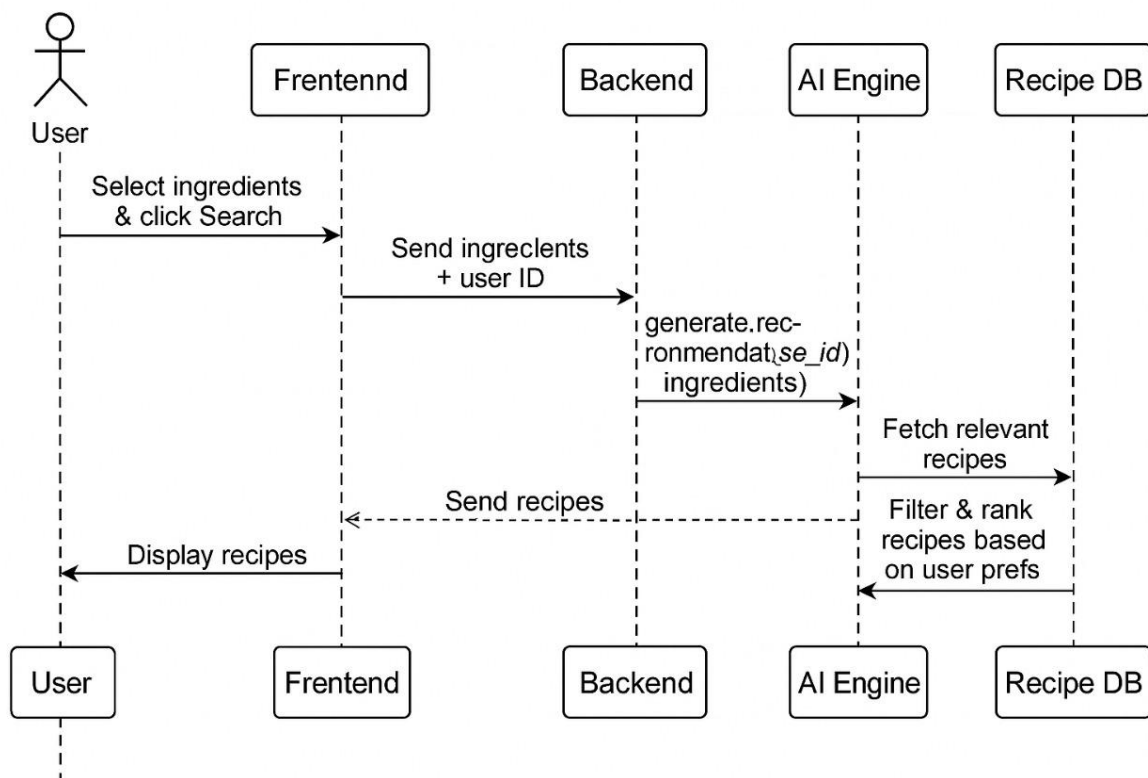 User
Frentennd
Backend
AI Engine
Recipe DB
Select ingredients
& click Search
Send ingreclents
+ user ID
generate.rec-
ronmendat(se_id)
ingredients)
Fetch relevant
recipes
Send recipes
Filter & rank
recipes based
on user prefs
Display recipes
User
Frentend
Backend
AI Engine
Recipe DB